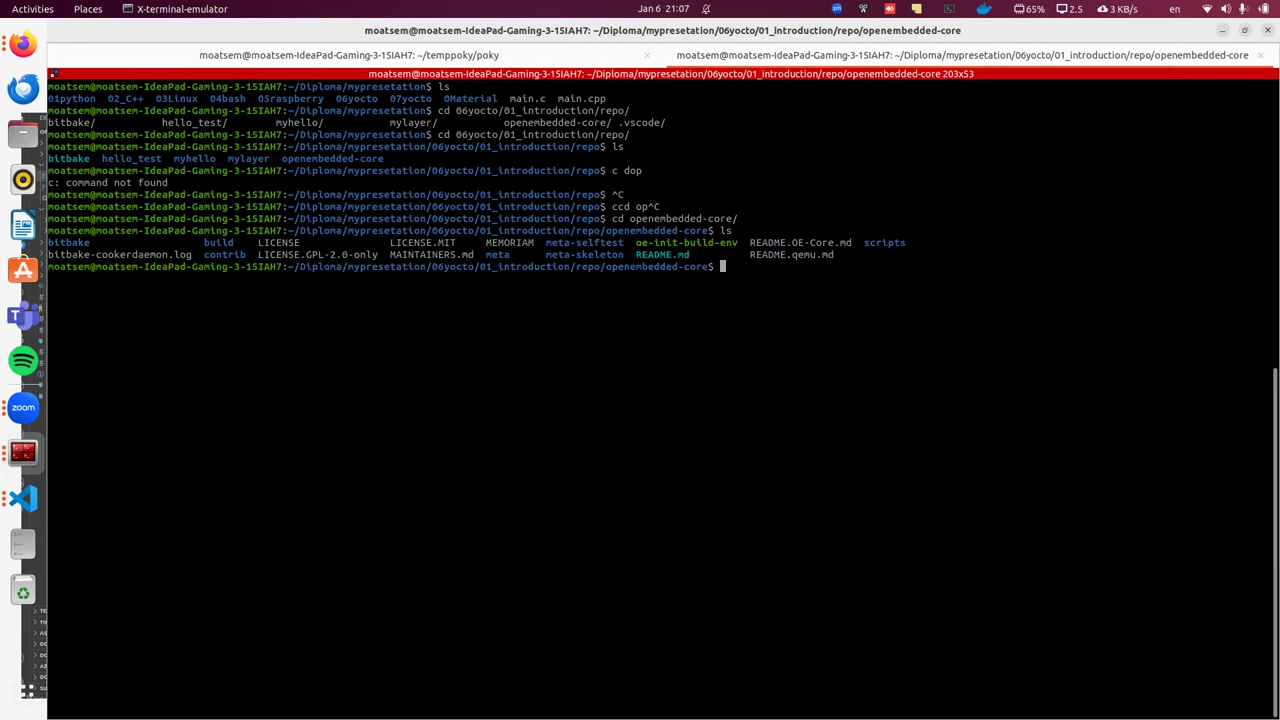 Activities Places X-terminal-emulator Jan 6 21:07 65% 2.5 3 KB/s en
moatsem@moatsem-IdeaPad-Gaming-3-15IAH7: ~/Diploma/mypresetation/06yocto/01_introduction/repo/openembedded-core
moatsem@moatsem-IdeaPad-Gaming-3-15IAH7: ~/temppoky/poky × moatsem@moatsem-IdeaPad-Gaming-3-15IAH7: ~/Diploma/mypresetation/06yocto/01_introduction/repo/openembedded-core ×
moatsem@moatsem-IdeaPad-Gaming-3-15IAH7: ~/Diploma/mypresetation/06yocto/01_introduction/repo/openembedded-core 203x53
moatsem@moatsem-IdeaPad-Gaming-3-15IAH7:~/Diploma/mypresetation$ ls
01python 02_C++ 03Linux 04bash 05raspberry 06yocto 07yocto 0Material main.c main.cpp
moatsem@moatsem-IdeaPad-Gaming-3-15IAH7:~/Diploma/mypresetation$ cd 06yocto/01_introduction/repo/
bitbake/ hello_test/ myhello/ mylayer/ openembedded-core/ .vscode/
moatsem@moatsem-IdeaPad-Gaming-3-15IAH7:~/Diploma/mypresetation$ cd 06yocto/01_introduction/repo/
moatsem@moatsem-IdeaPad-Gaming-3-15IAH7:~/Diploma/mypresetation/06yocto/01_introduction/repo$ ls
bitbake hello_test myhello mylayer openembedded-core
moatsem@moatsem-IdeaPad-Gaming-3-15IAH7:~/Diploma/mypresetation/06yocto/01_introduction/repo$ c dop
c: command not found
moatsem@moatsem-IdeaPad-Gaming-3-15IAH7:~/Diploma/mypresetation/06yocto/01_introduction/repo$ ^C
moatsem@moatsem-IdeaPad-Gaming-3-15IAH7:~/Diploma/mypresetation/06yocto/01_introduction/repo$ ccd op^C
moatsem@moatsem-IdeaPad-Gaming-3-15IAH7:~/Diploma/mypresetation/06yocto/01_introduction/repo$ cd openembedded-core/
moatsem@moatsem-IdeaPad-Gaming-3-15IAH7:~/Diploma/mypresetation/06yocto/01_introduction/repo/openembedded-core$ ls
bitbake build LICENSE LICENSE.MIT MEMORIAM meta-selftest oe-init-build-env README.OE-Core.md scripts
bitbake-cookerdaemon.log contrib LICENSE.GPL-2.0-only MAINTAINERS.md meta meta-skeleton README.md README.qemu.md
moatsem@moatsem-IdeaPad-Gaming-3-15IAH7:~/Diploma/mypresetation/06yocto/01_introduction/repo/openembedded-core$
zoom